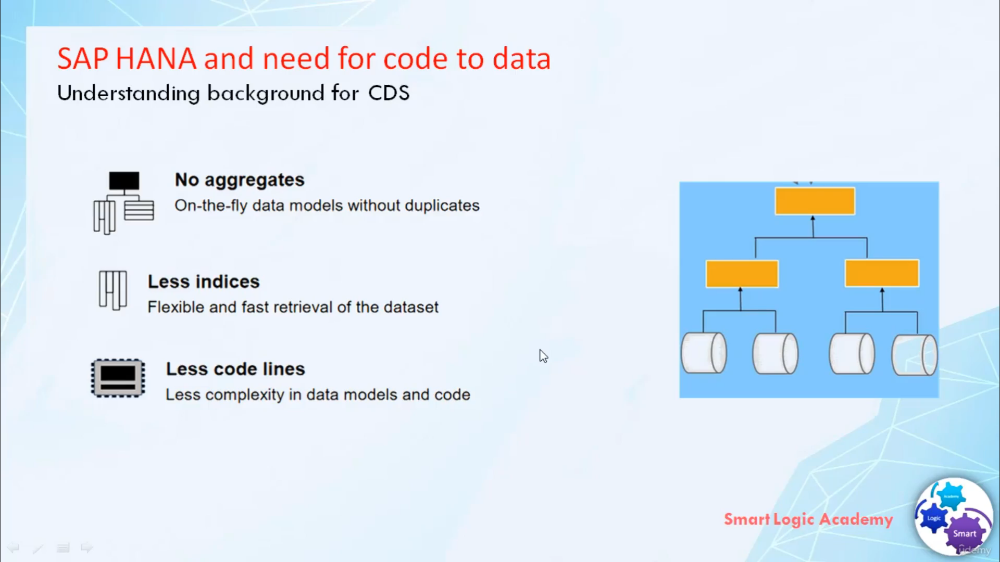 SAP HANA and need for code to data
Understanding background for CDS
No aggregates
On-the-fly data models without duplicates
Less indices
Flexible and fast retrieval of the dataset
Less code lines
Less complexity in data models and code
Smart Logic Academy
Academy
Logic
Smart
ûdemy